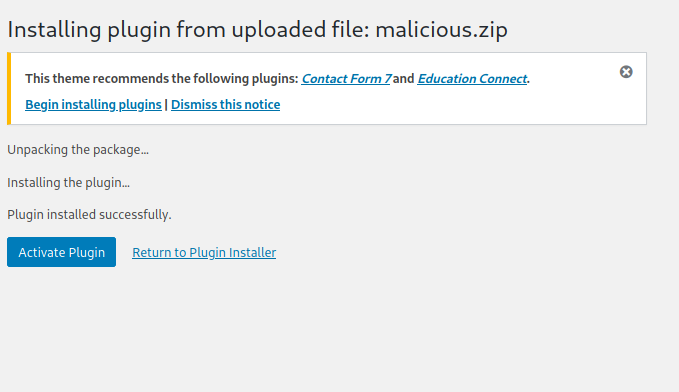 Installing plugin from uploaded file: malicious.zip
This theme recommends the following plugins: Contact Form 7 and Education Connect.
Begin installing plugins | Dismiss this notice
Unpacking the package…
Installing the plugin…
Plugin installed successfully.
Activate Plugin Return to Plugin Installer